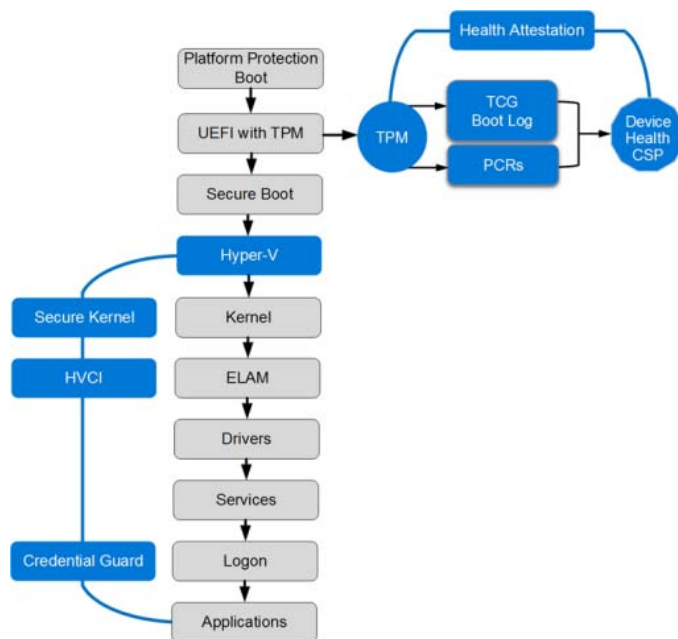 Health Attestation
Platform Protection
Boot
TCG
Boot Log
Device
Health
CSP
UEFI with TPM
TPM
PCRs
Secure Boot
Hyper-V
Secure Kernel
Kernel
HVCI
ELAM
Drivers
Services
Credential Guard
Logon
Applications